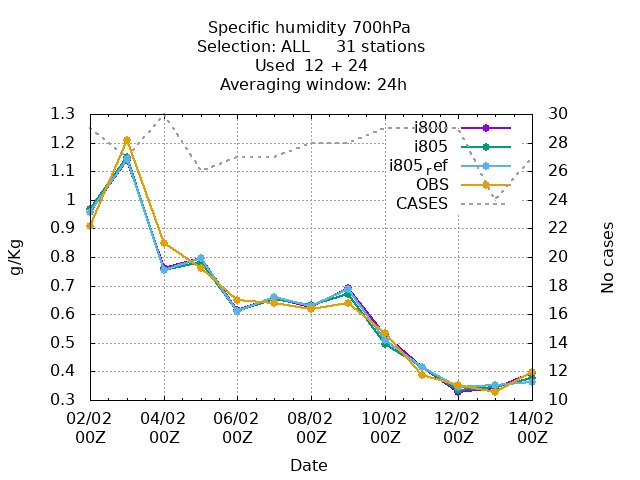 Specific humidity 700hPa
Selection: ALL     31 stations
Used  12 + 24
Averaging window: 24h
1.3
1.2
1.1
1
0.9
0.8
0.7
0.6
0.5
0.4
0.3
g/Kg
30
28
26
24
22
20
18
16
14
12
10
No cases
i800
i805
i805ref
OBS
CASES
02/02 04/02 06/02 08/02 10/02 12/02 14/02
00Z 00Z 00Z 00Z 00Z 00Z 00Z
Date